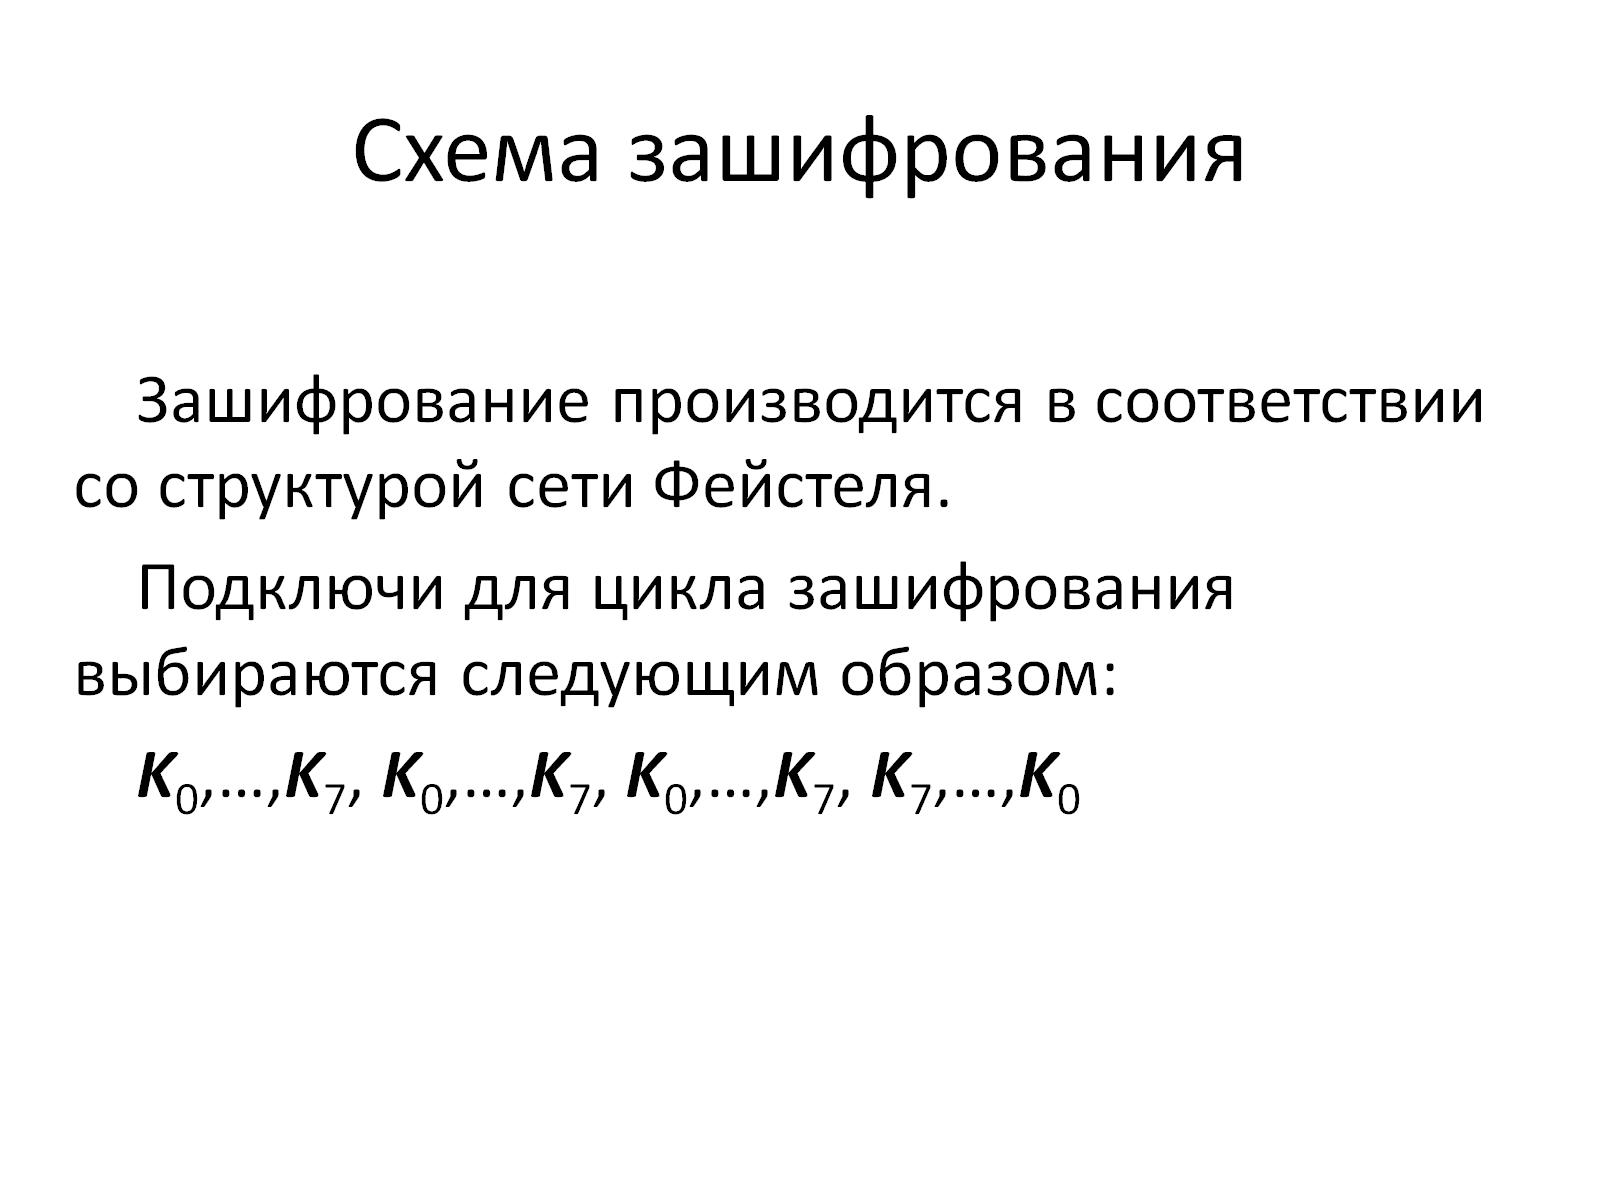 Схема зашифрования
Зашифрование производится в соответствии
со структурой сети Фейстеля.
Подключи для цикла зашифрования
выбираются следующим образом:
K₀,…,K₇, K₀,…,K₇, K₀,…,K₇, K₇,…,K₀